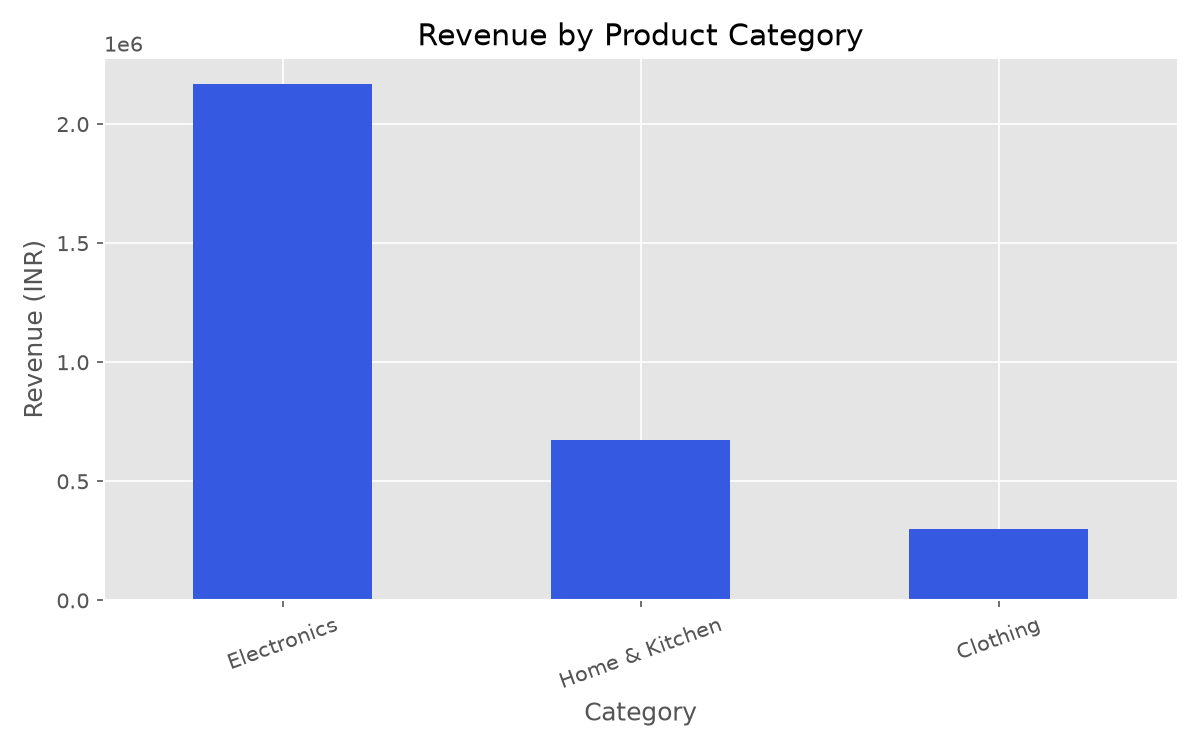 Revenue by Product Category
1e6
2.0
1.5
1.0
0.5
0.0
Revenue (INR)
Electronics
Home & Kitchen
Clothing
Category